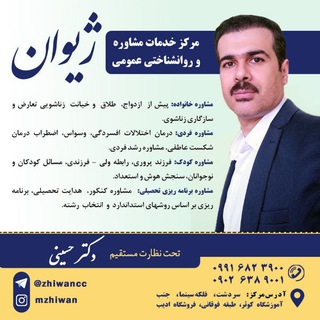 مرکز خدمات مشاوره
و روانشناختی عمومی
ژیوان
مشاوره خانواده: پیش از ازدواج، طلاق و خیانت زناشویی تعارض و
سازگاری زناشوی.
مشاوره فردی: درمان اختلالات افسردگی، وسواس، اضطراب درمان
شکست عاطفی، مشاوره رشد فردی.
مشاوره کودک: فرزند پروری، رابطه ولی - فرزندی، مسائل کودکان و
نوجوانان، سنجش هوش و استعداد.
مشاوره برنامه ریزی تحصیلی: مشاوره کنکور، هدایت تحصیلی، برنامه
ریزی بر اساس روشهای استاندارد و انتخاب رشته.
تحت نظارت مستقیم
دکتر حسینی
@zhiwancc
mzhiwan
۰۹۹۱ ۶۸۲ ۳۹۰۰
۰۹۰۲ ۶۳۸ ۹۰۰۱
آدرس مرکز: سردشت، فلکه سینما، جنب
آموزشگاه کوثر، طبقه فوقانی، فروشگاه ادیب